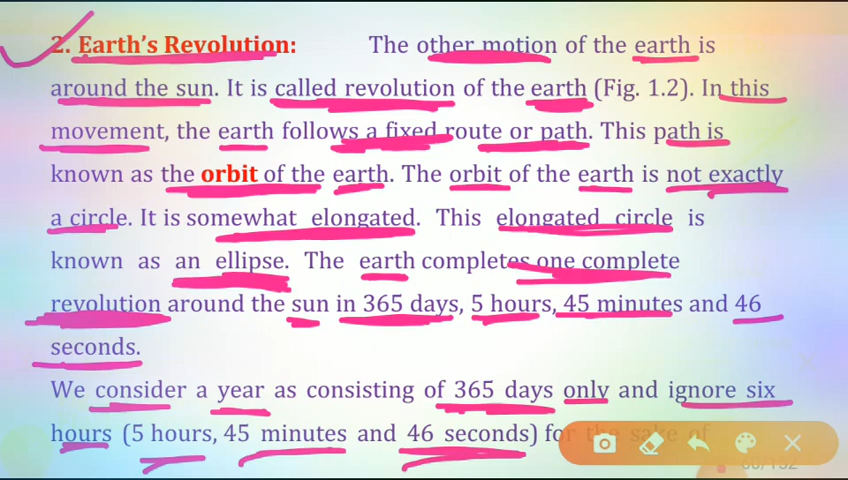 2. Earth's Revolution: The other motion of the earth is
around the sun. It is called revolution of the earth (Fig. 1.2). In this
movement, the earth follows a fixed route or path. This path is
known as the orbit of the earth. The orbit of the earth is not exactly
a circle. It is somewhat elongated. This elongated circle is
known as an ellipse. The earth completes one complete
revolution around the sun in 365 days, 5 hours, 45 minutes and 46
seconds.
We consider a year as consisting of 365 days only and ignore six
hours (5 hours, 45 minutes and 46 seconds) for the sake of